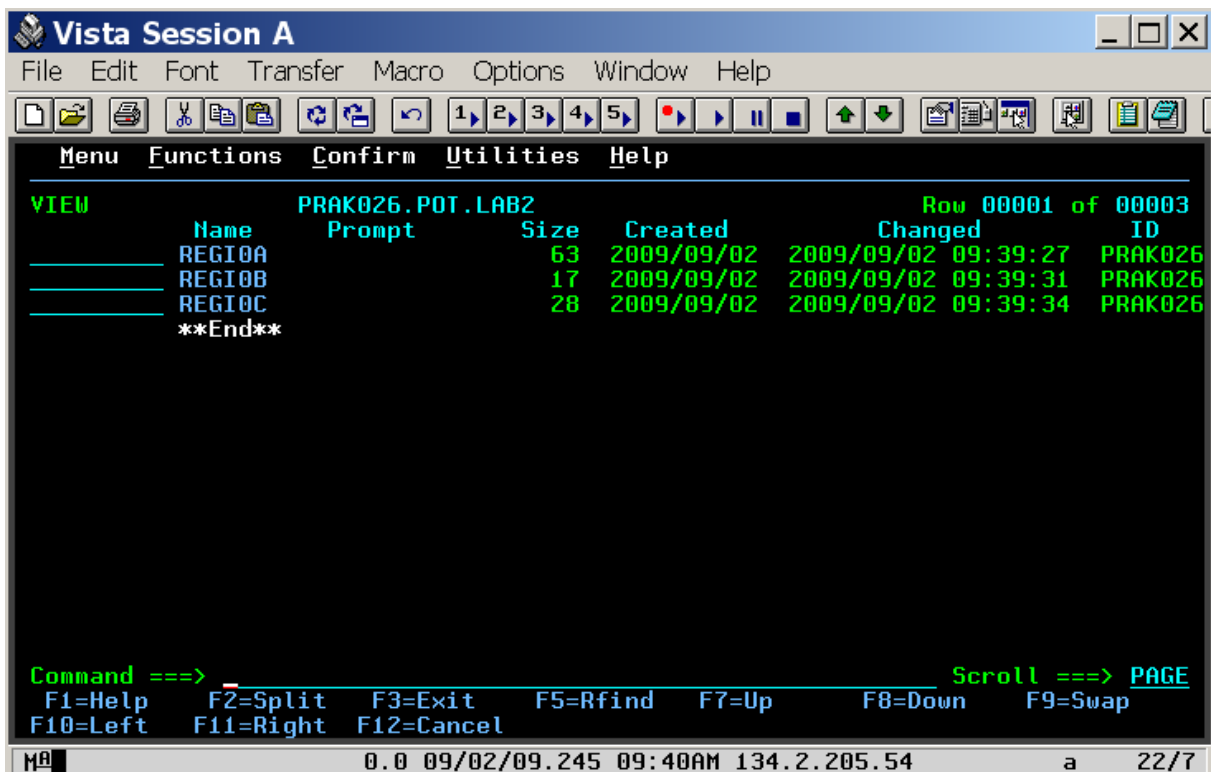 Vista Session A
File Edit Font Transfer Macro Options Window Help
1 2 3 4 5
Menu Functions Confirm Utilities Help
VIEW PRAK026.POT.LAB2 Row 00001 of 00003
Name Prompt Size Created Changed ID
REGI0A 63 2009/09/02 2009/09/02 09:39:27 PRAK026
REGI0B 17 2009/09/02 2009/09/02 09:39:31 PRAK026
REGI0C 28 2009/09/02 2009/09/02 09:39:34 PRAK026
**End**
Command ===> _ Scroll ===> PAGE
F1=Help F2=Split F3=Exit F5=Rfind F7=Up F8=Down F9=Swap
F10=Left F11=Right F12=Cancel
MA 0.0 09/02/09.245 09:40AM 134.2.205.54 a 22/7